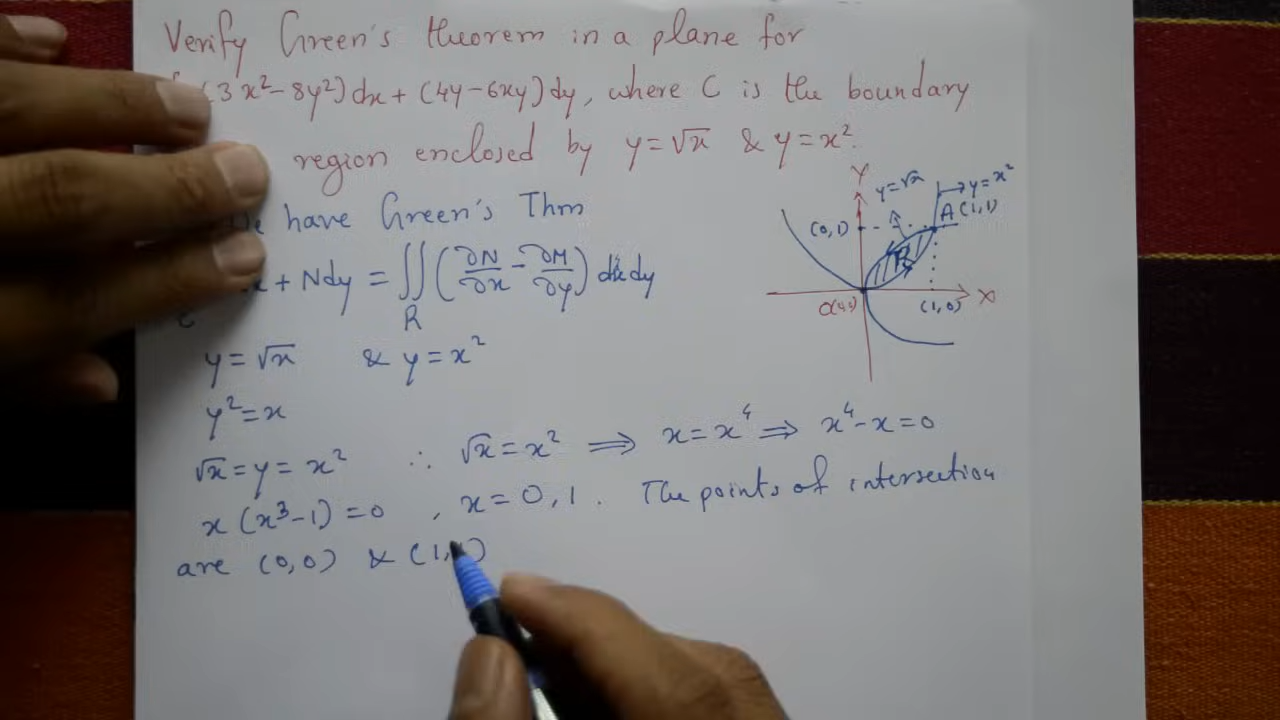 Verify Green's theorem in a plane for
(3x²-8y²)dx + (4y-6xy)dy, where C is the boundary
region enclosed by y=√x & y=x².
have Green's Thm
+ Ndy = ∬ (∂N/∂x - ∂M/∂y) dxdy
R
c
y=√x & y=x²
y²=x
√x=y=x² ∴ √x=x² ⟹ x=x⁴ ⟹ x⁴-x=0
x(x³-1)=0 , x=0,1. The points of intersection
are (0,0) & (1,
Y
y=√x
y=x²
A(1,1)
(0,1)
R
O(0,0)
(1,0)
X